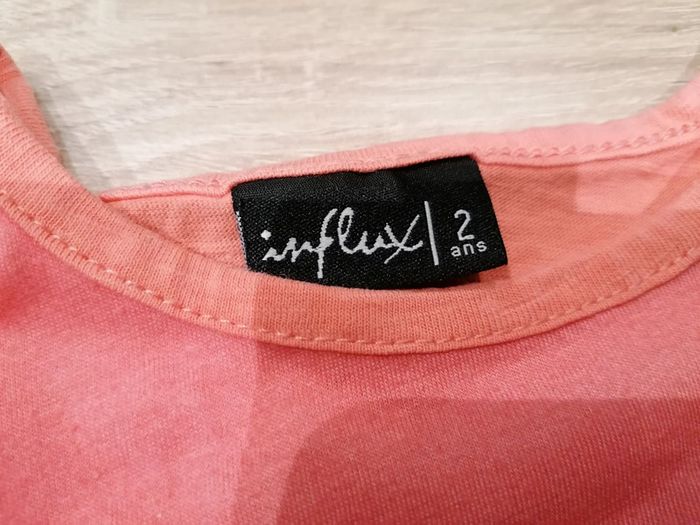 influx | 2
ans